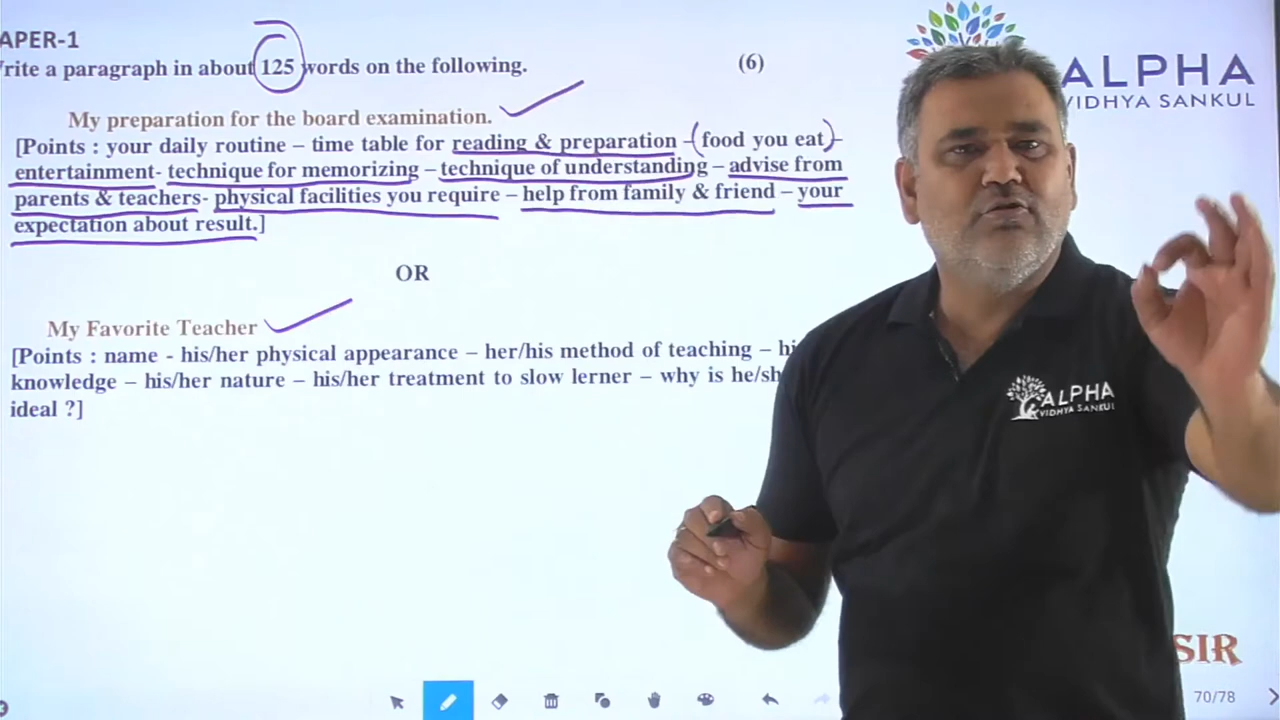 APER-1
rite a paragraph in about 125 words on the following. (6)
My preparation for the board examination.
[Points : your daily routine – time table for reading & preparation – food you eat –
entertainment- technique for memorizing – technique of understanding – advise from
parents & teachers- physical facilities you require – help from family & friend – your
expectation about result.]
OR
My Favorite Teacher
[Points : name - his/her physical appearance – her/his method of teaching – hi
knowledge – his/her nature – his/her treatment to slow lerner – why is he/sh
ideal ?]
ALPHA
VIDHYA SANKUL
ALPHA
VIDHYA SANKUL
SIR
70/78